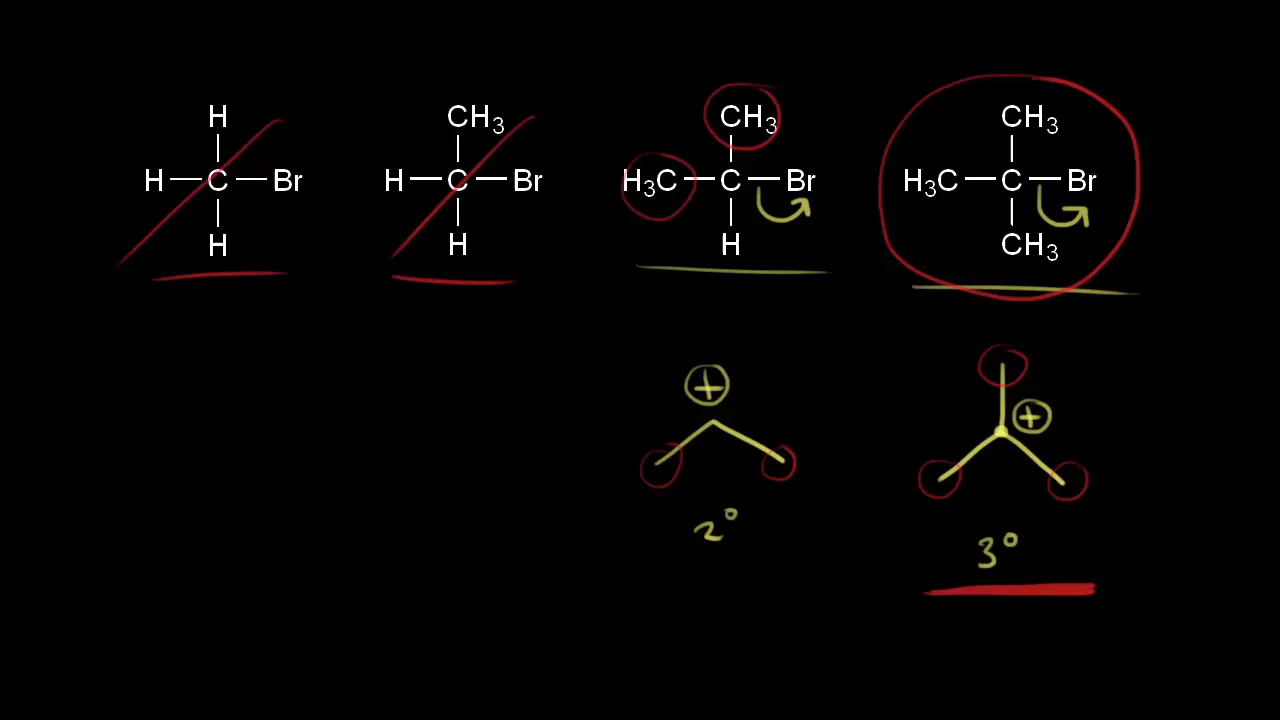 H CH₃ CH₃ CH₃
H C Br H C Br H₃C C Br H₃C C Br
H H H CH₃
+ +
2° 3°